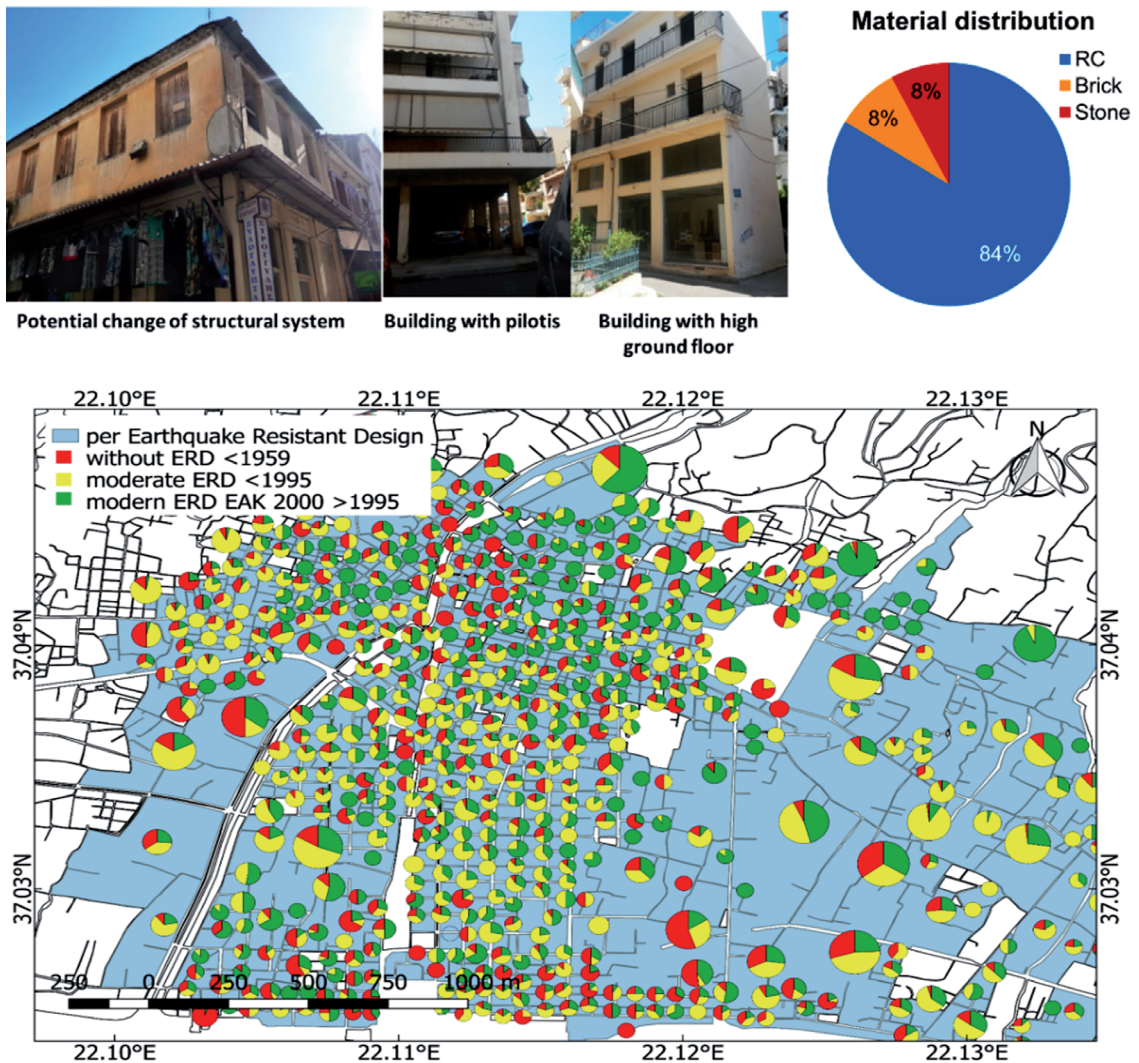 Material distribution
RC
Brick
Stone
8%
8%
84%
ΞΥΛΟΓΛΥΠΤΑ
ΣΤΡΟΓΓΥΛΗΣ
Potential change of structural system
Building with pilotis
Building with high
ground floor
22.10°E
22.11°E
22.12°E
22.13°E
per Earthquake Resistant Design
without ERD <1959
moderate ERD <1995
modern ERD EAK 2000 >1995
N
37.04°N
37.04°N
37.03°N
37.03°N
250
0
250
500
750
1000 m
22.10°E
22.11°E
22.12°E
22.13°E